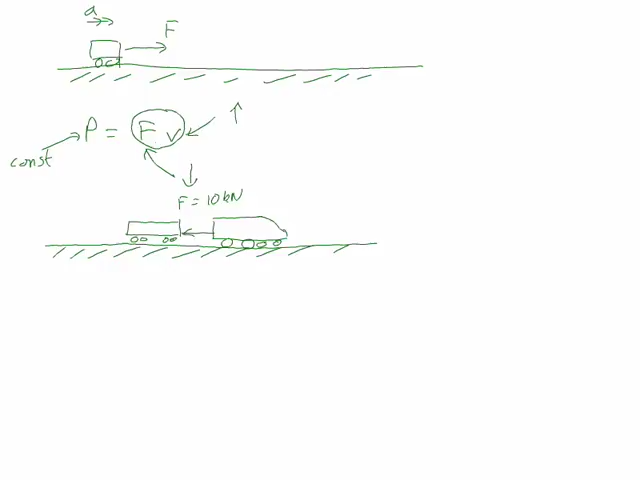 a
F
P = F v
const
F = 10 kN